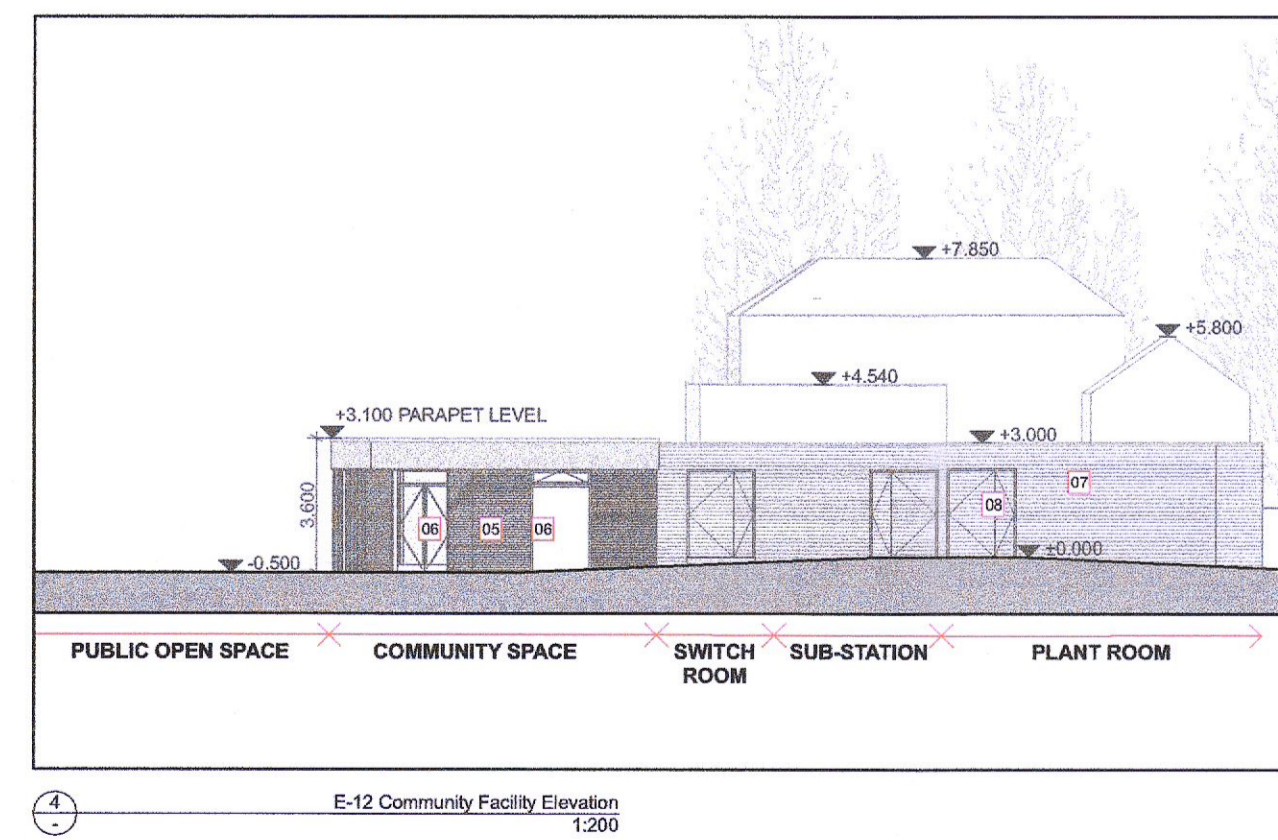 +7.850
+5.800
+4.540
+3.100 PARAPET LEVEL
+3.000
07
08
3.600
06
05
06
±0.000
-0.500
PUBLIC OPEN SPACE
COMMUNITY SPACE
SWITCH ROOM
SUB-STATION
PLANT ROOM
4
-
E-12 Community Facility Elevation
1:200